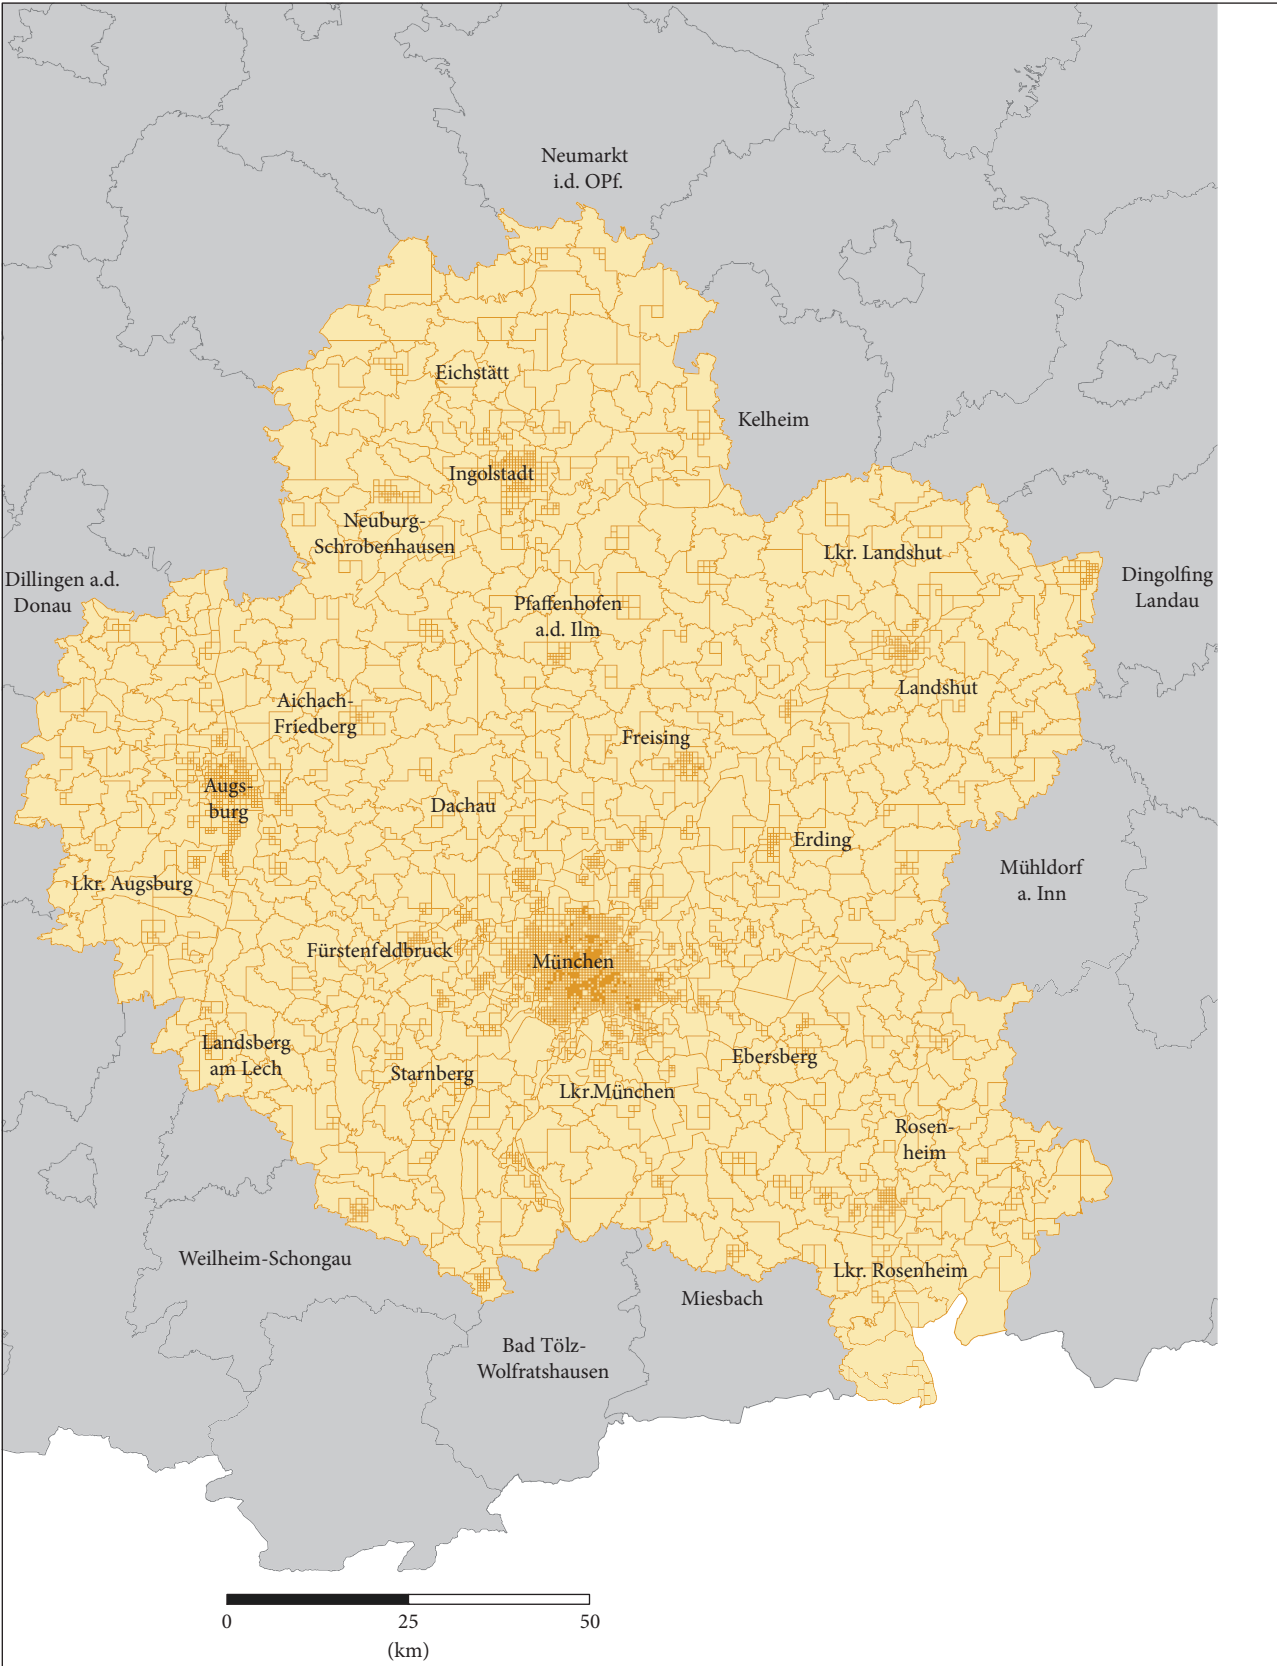 Neumarkt
i.d. OPf.
Eichstätt
Kelheim
Ingolstadt
Neuburg-
Schrobenhausen
Lkr. Landshut
Dillingen a.d.
Donau
Dingolfing
Landau
Pfaffenhofen
a.d. Ilm
Landshut
Aichach-
Friedberg
Freising
Augs-
burg
Dachau
Erding
Mühldorf
a. Inn
Lkr. Augsburg
Fürstenfeldbruck
München
Landsberg
am Lech
Starnberg
Ebersberg
Lkr.München
Rosen-
heim
Weilheim-Schongau
Lkr. Rosenheim
Miesbach
Bad Tölz-
Wolfratshausen
0 25 50
(km)